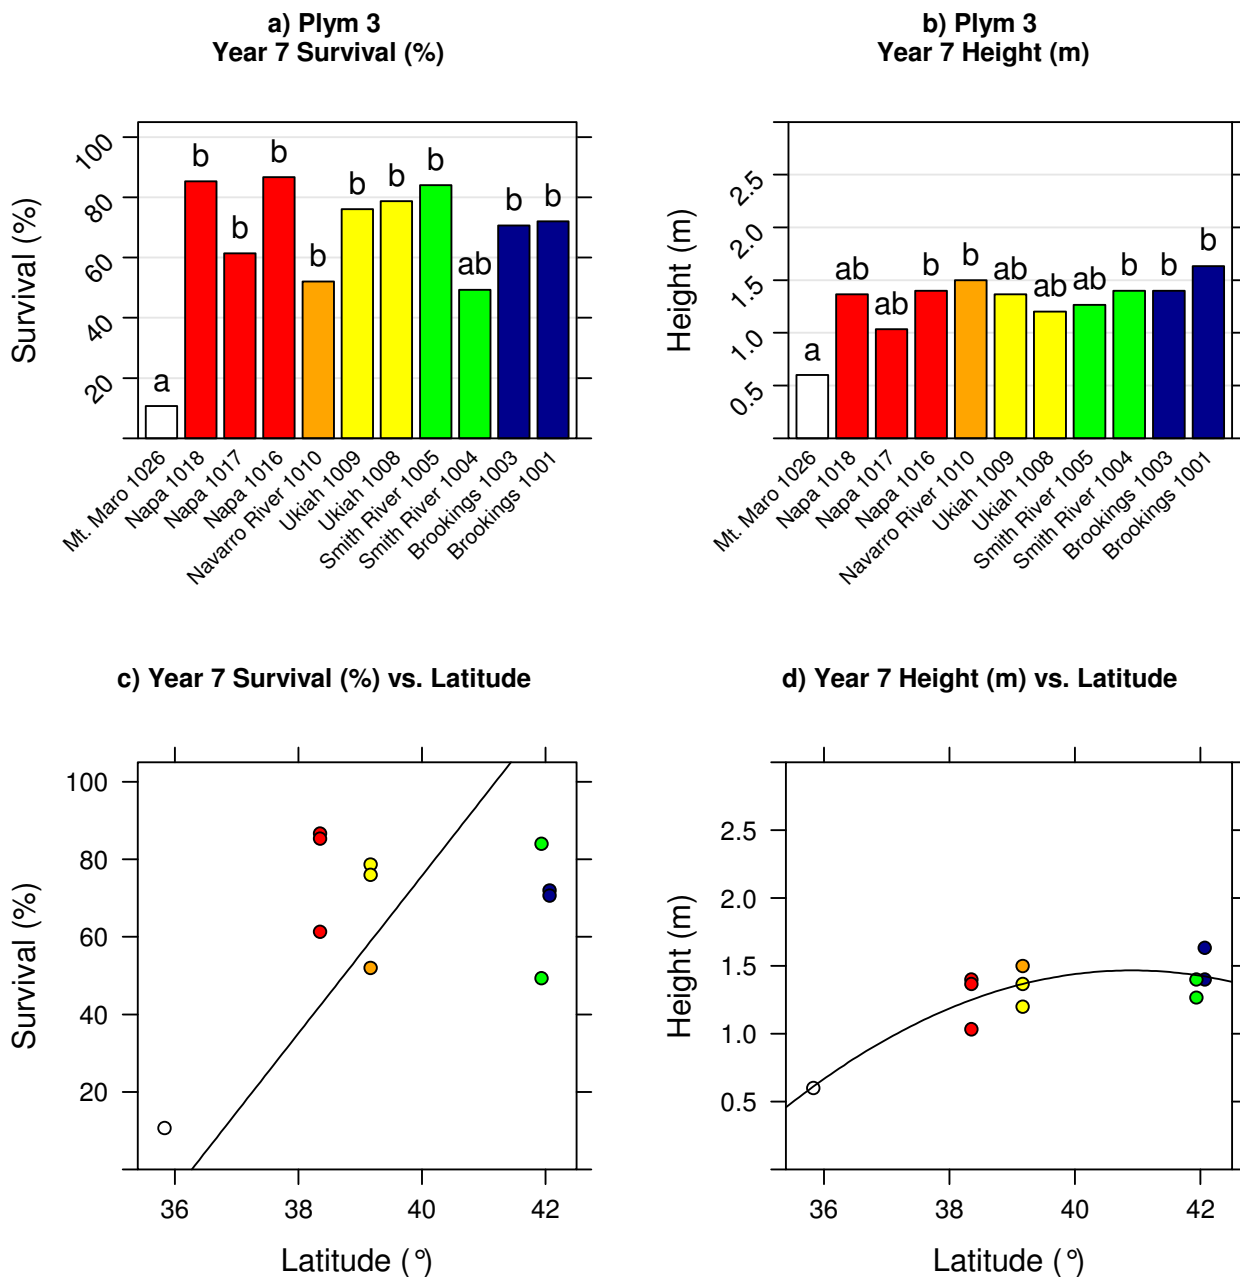 a) Plym 3
Year 7 Survival (%)
Survival (%)
100
80
60
40
20
a
b
b
b
b
b
b
b
ab
b
b
Mt. Maro 1026
Napa 1018
Napa 1017
Napa 1016
Navarro River 1010
Ukiah 1009
Ukiah 1008
Smith River 1005
Smith River 1004
Brookings 1003
Brookings 1001
b) Plym 3
Year 7 Height (m)
Height (m)
2.5
2.0
1.5
1.0
0.5
a
ab
ab
b
b
ab
ab
ab
b
b
b
Mt. Maro 1026
Napa 1018
Napa 1017
Napa 1016
Navarro River 1010
Ukiah 1009
Ukiah 1008
Smith River 1005
Smith River 1004
Brookings 1003
Brookings 1001
c) Year 7 Survival (%) vs. Latitude
Survival (%)
100
80
60
40
20
36 38 40 42
Latitude (°)
d) Year 7 Height (m) vs. Latitude
Height (m)
2.5
2.0
1.5
1.0
0.5
36 38 40 42
Latitude (°)